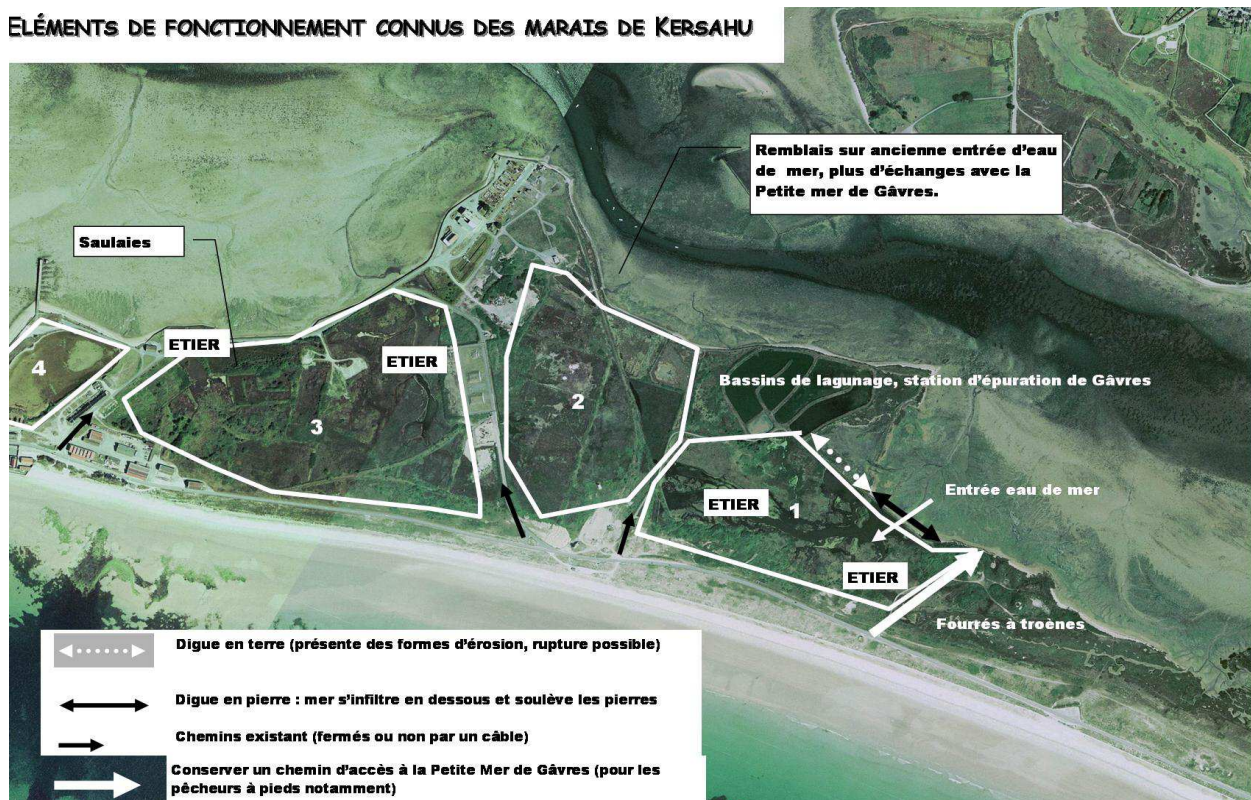 ELÉMENTS DE FONCTIONNEMENT CONNUS DES MARAIS DE KERSAHU
Remblais sur ancienne entrée d'eau
de mer, plus d'échanges avec la
Petite mer de Gâvres.
Saulaies
ETIER
ETIER
4
3
2
Bassins de lagunage, station d'épuration de Gâvres
ETIER
1
Entrée eau de mer
ETIER
Fourrés à troènes
Digue en terre (présente des formes d'érosion, rupture possible)
Digue en pierre : mer s'infiltre en dessous et soulève les pierres
Chemins existant (fermés ou non par un câble)
Conserver un chemin d'accès à la Petite Mer de Gâvres (pour les
pêcheurs à pieds notamment)